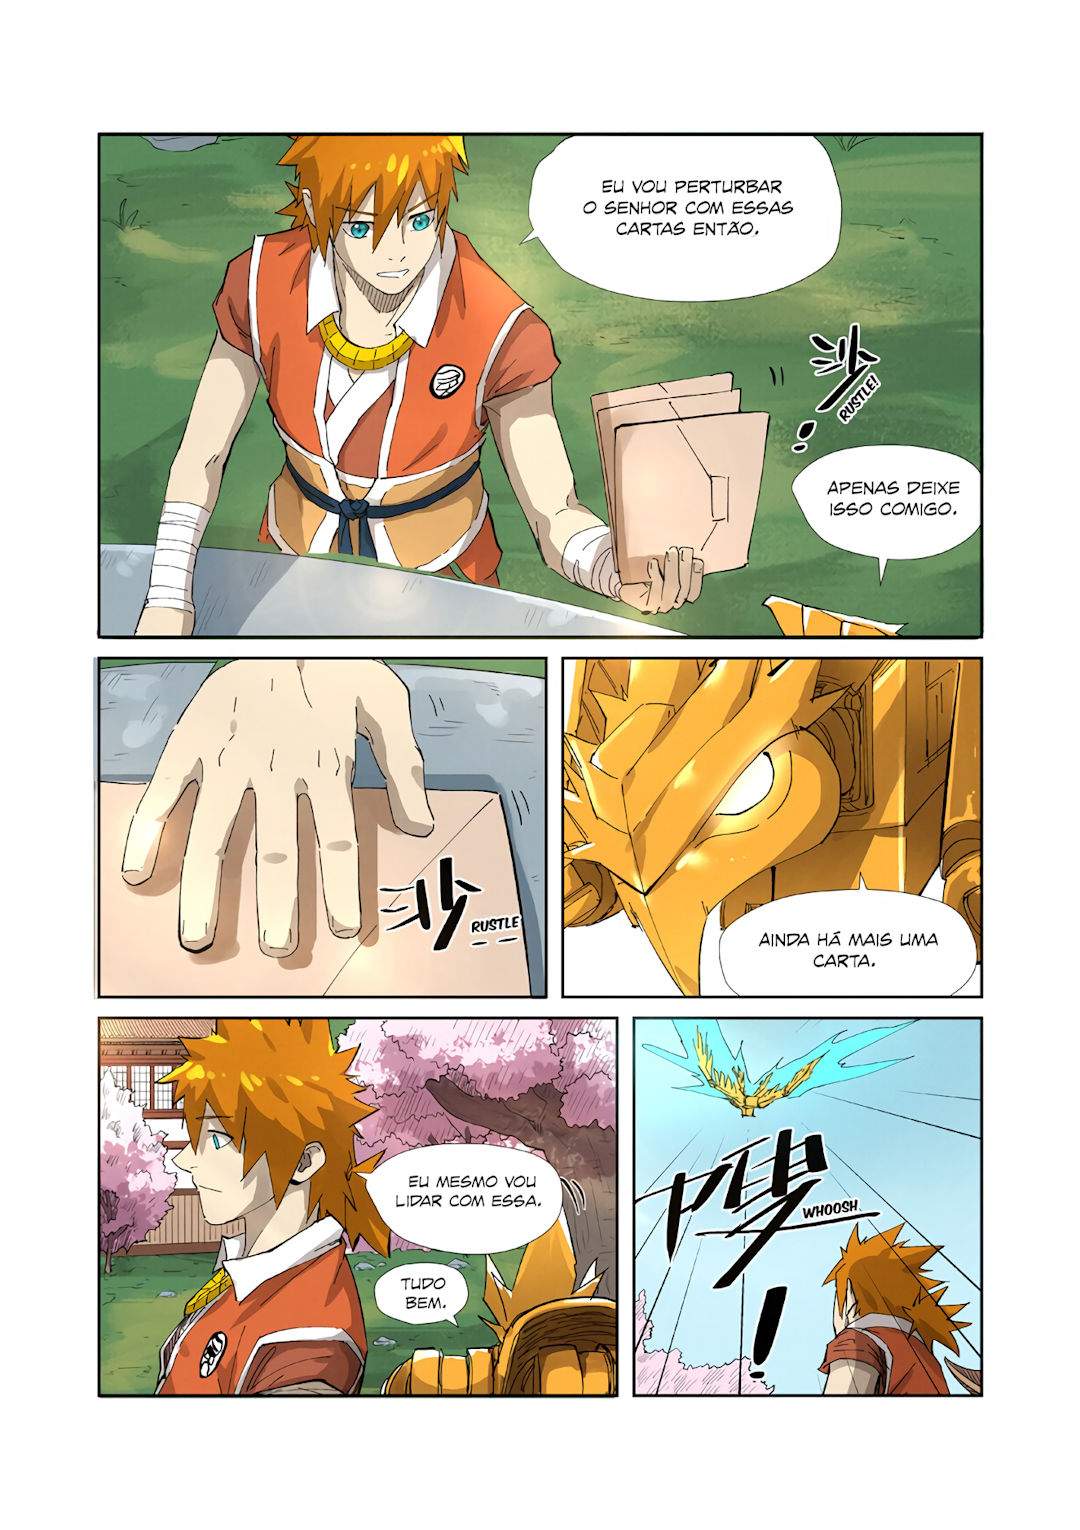 EU VOU PERTURBAR
O SENHOR COM ESSAS
CARTAS ENTÃO.
沙
RUSTLE!
APENAS DEIXE
ISSO COMIGO.
沙
RUSTLE
AINDA HÁ MAIS UMA
CARTA.
EU MESMO VOU
LIDAR COM ESSA.
TUDO
BEM.
WHOOSH
!